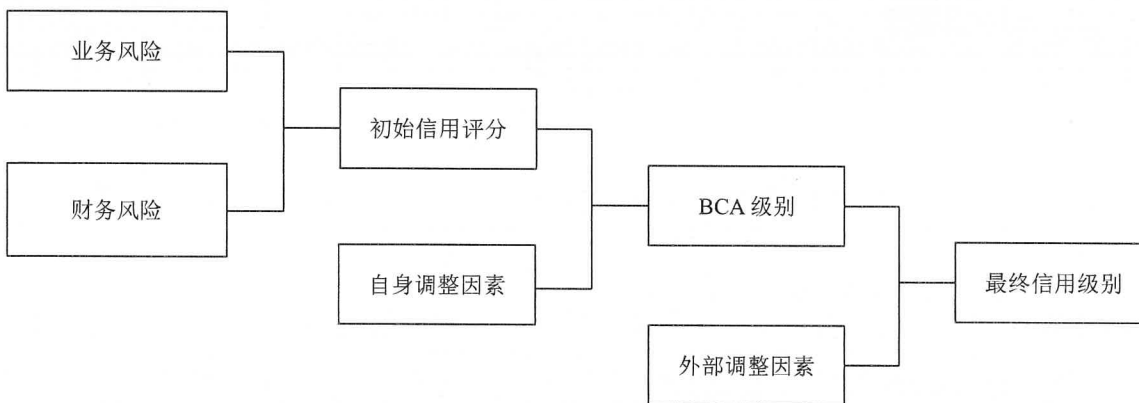 业务风险
财务风险
初始信用评分
自身调整因素
BCA 级别
外部调整因素
最终信用级别